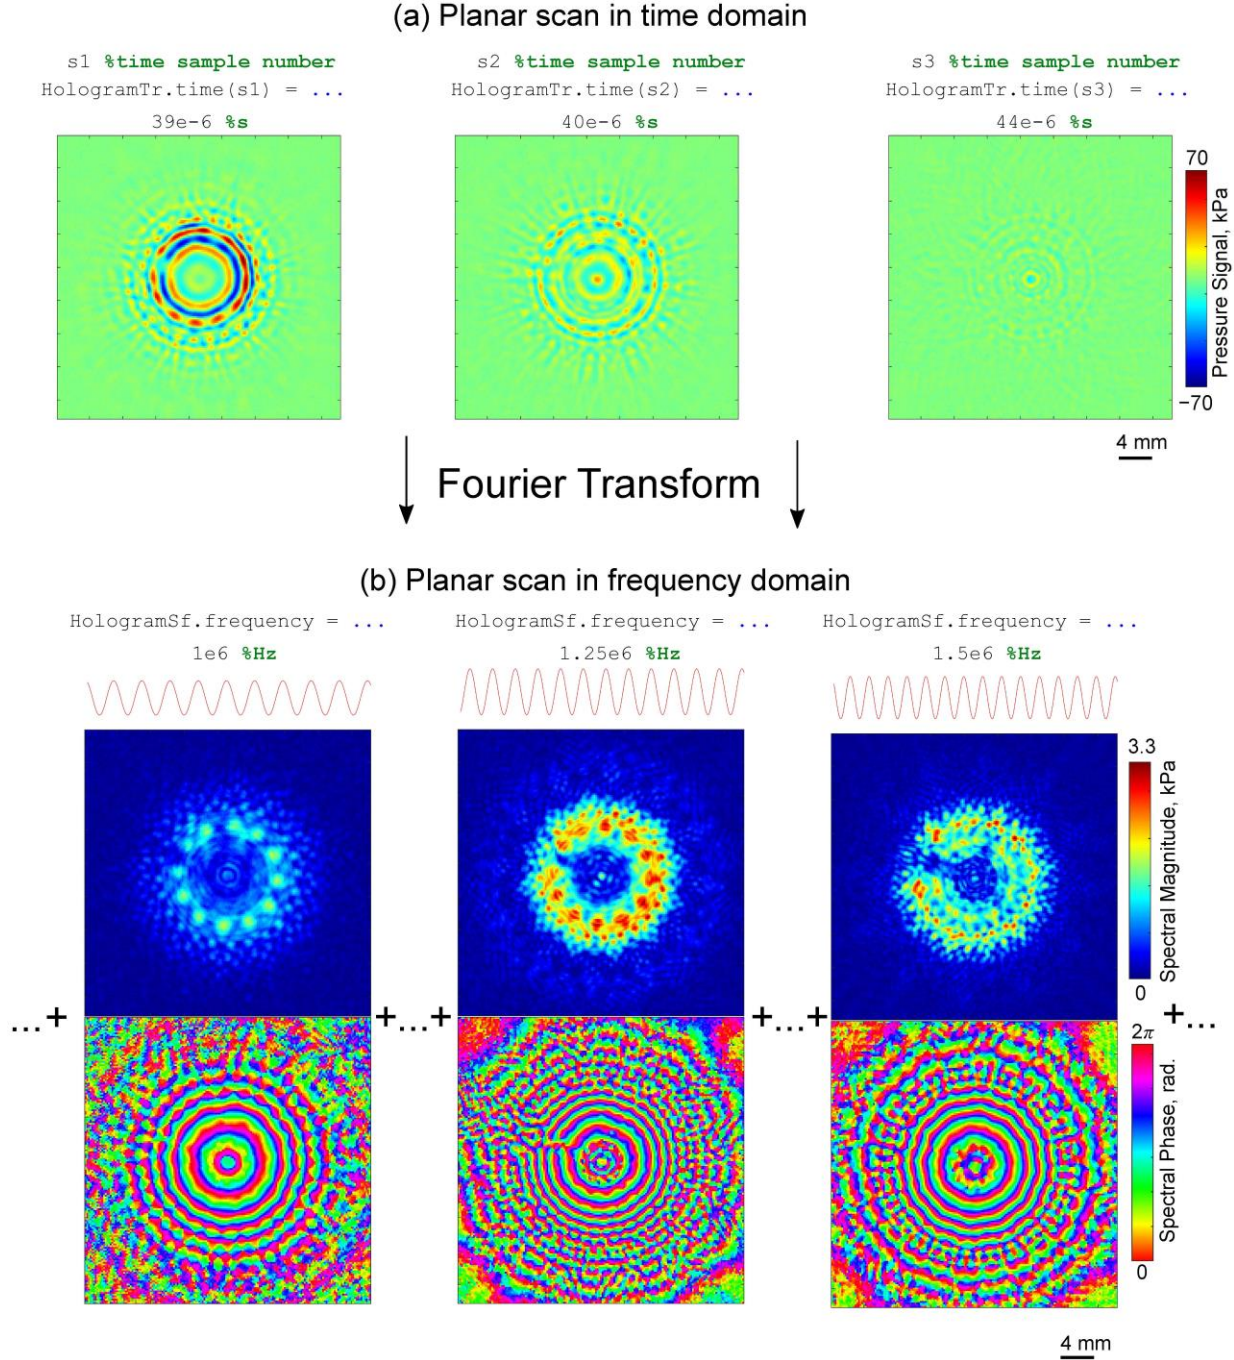 (a) Planar scan in time domain
s1 %time sample number
HologramTr.time(s1) = ...
39e-6 %s
s2 %time sample number
HologramTr.time(s2) = ...
40e-6 %s
s3 %time sample number
HologramTr.time(s3) = ...
44e-6 %s
70
Pressure Signal, kPa
−70
4 mm
Fourier Transform
(b) Planar scan in frequency domain
HologramSf.frequency = ...
1e6 %Hz
HologramSf.frequency = ...
1.25e6 %Hz
HologramSf.frequency = ...
1.5e6 %Hz
3.3
Spectral Magnitude, kPa
0
...+
+...+
+...+
+...
2π
Spectral Phase, rad.
0
4 mm